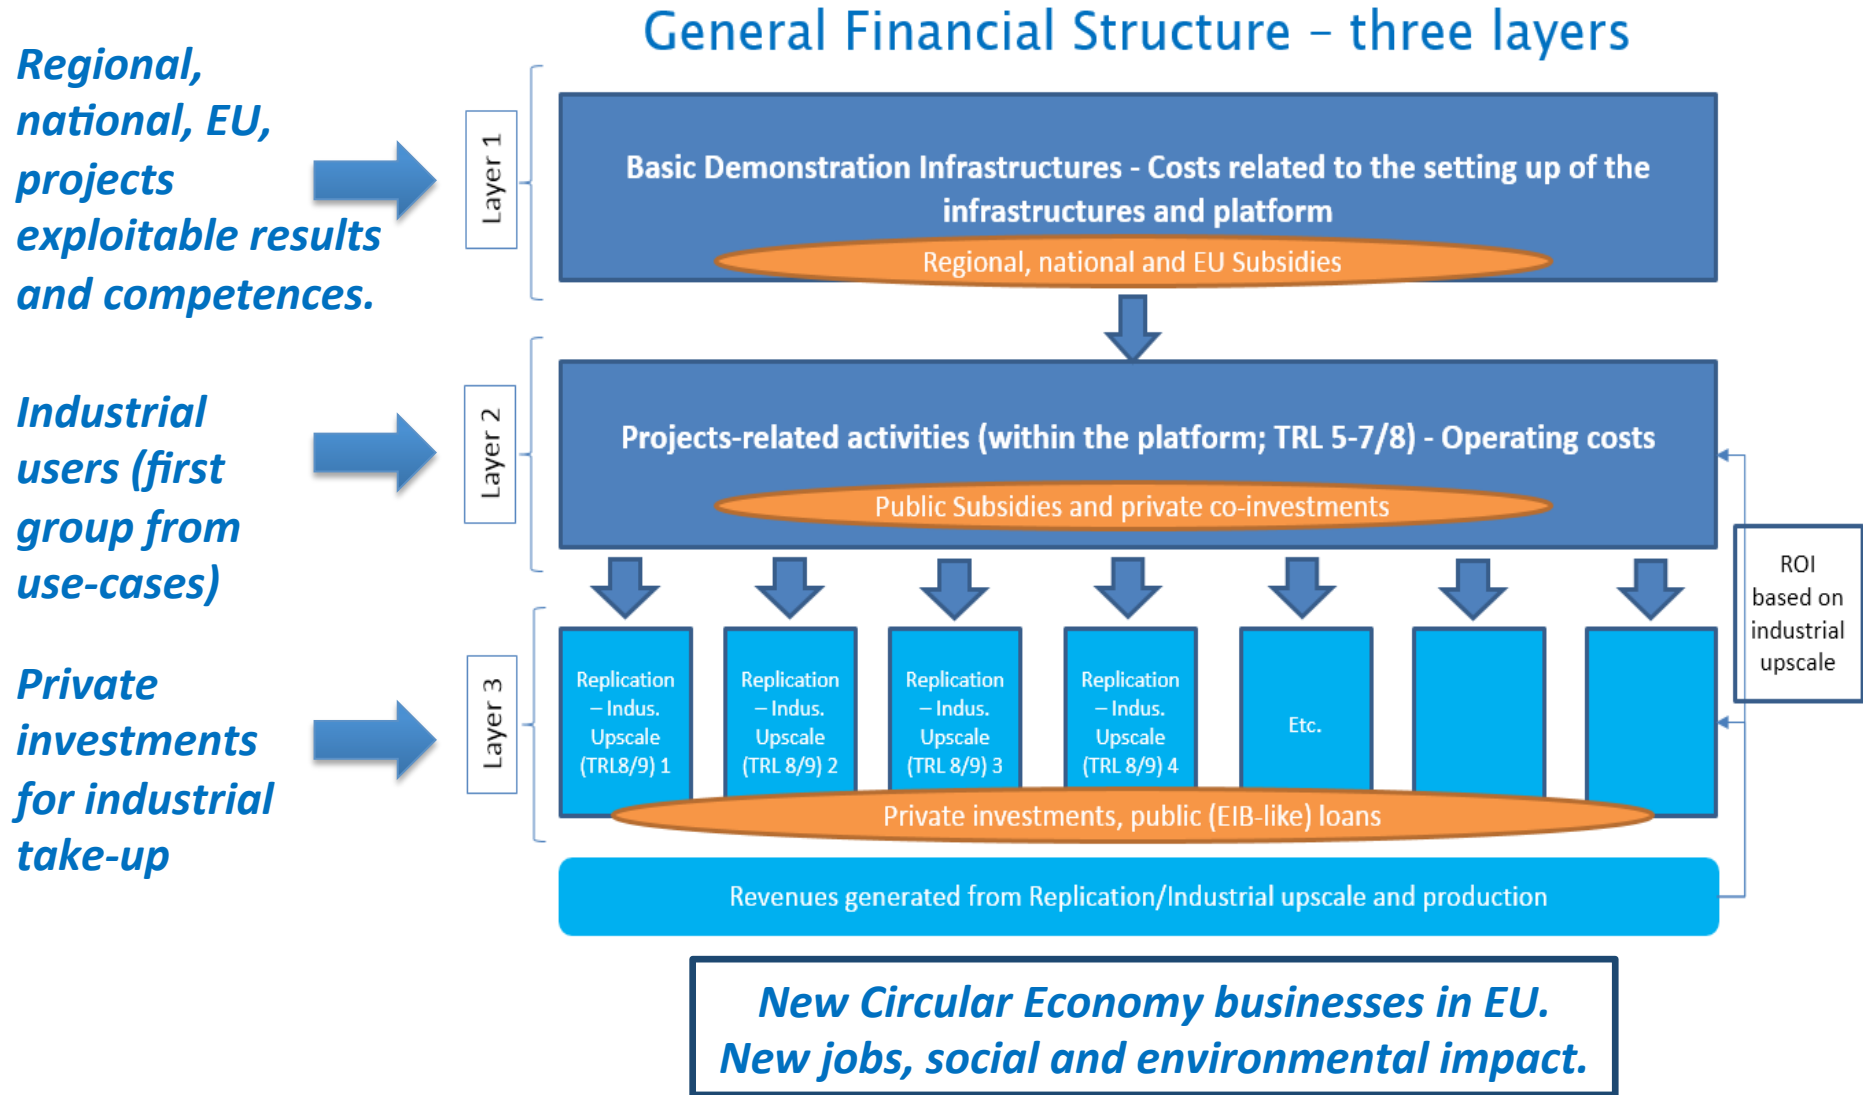 General Financial Structure – three layers
Regional,
national, EU,
projects
exploitable results
and competences.
Layer 1
Basic Demonstration Infrastructures - Costs related to the setting up of the
infrastructures and platform
Regional, national and EU Subsidies
Industrial
users (first
group from
use-cases)
Layer 2
Projects-related activities (within the platform; TRL 5-7/8) - Operating costs
Public Subsidies and private co-investments
ROI
based on
industrial
upscale
Private
investments
for industrial
take-up
Layer 3
Replication
– Indus.
Upscale
(TRL8/9) 1
Replication
– Indus.
Upscale
(TRL 8/9) 2
Replication
– Indus.
Upscale
(TRL 8/9) 3
Replication
– Indus.
Upscale
(TRL 8/9) 4
Etc.
Private investments, public (EIB-like) loans
Revenues generated from Replication/Industrial upscale and production
New Circular Economy businesses in EU.
New jobs, social and environmental impact.